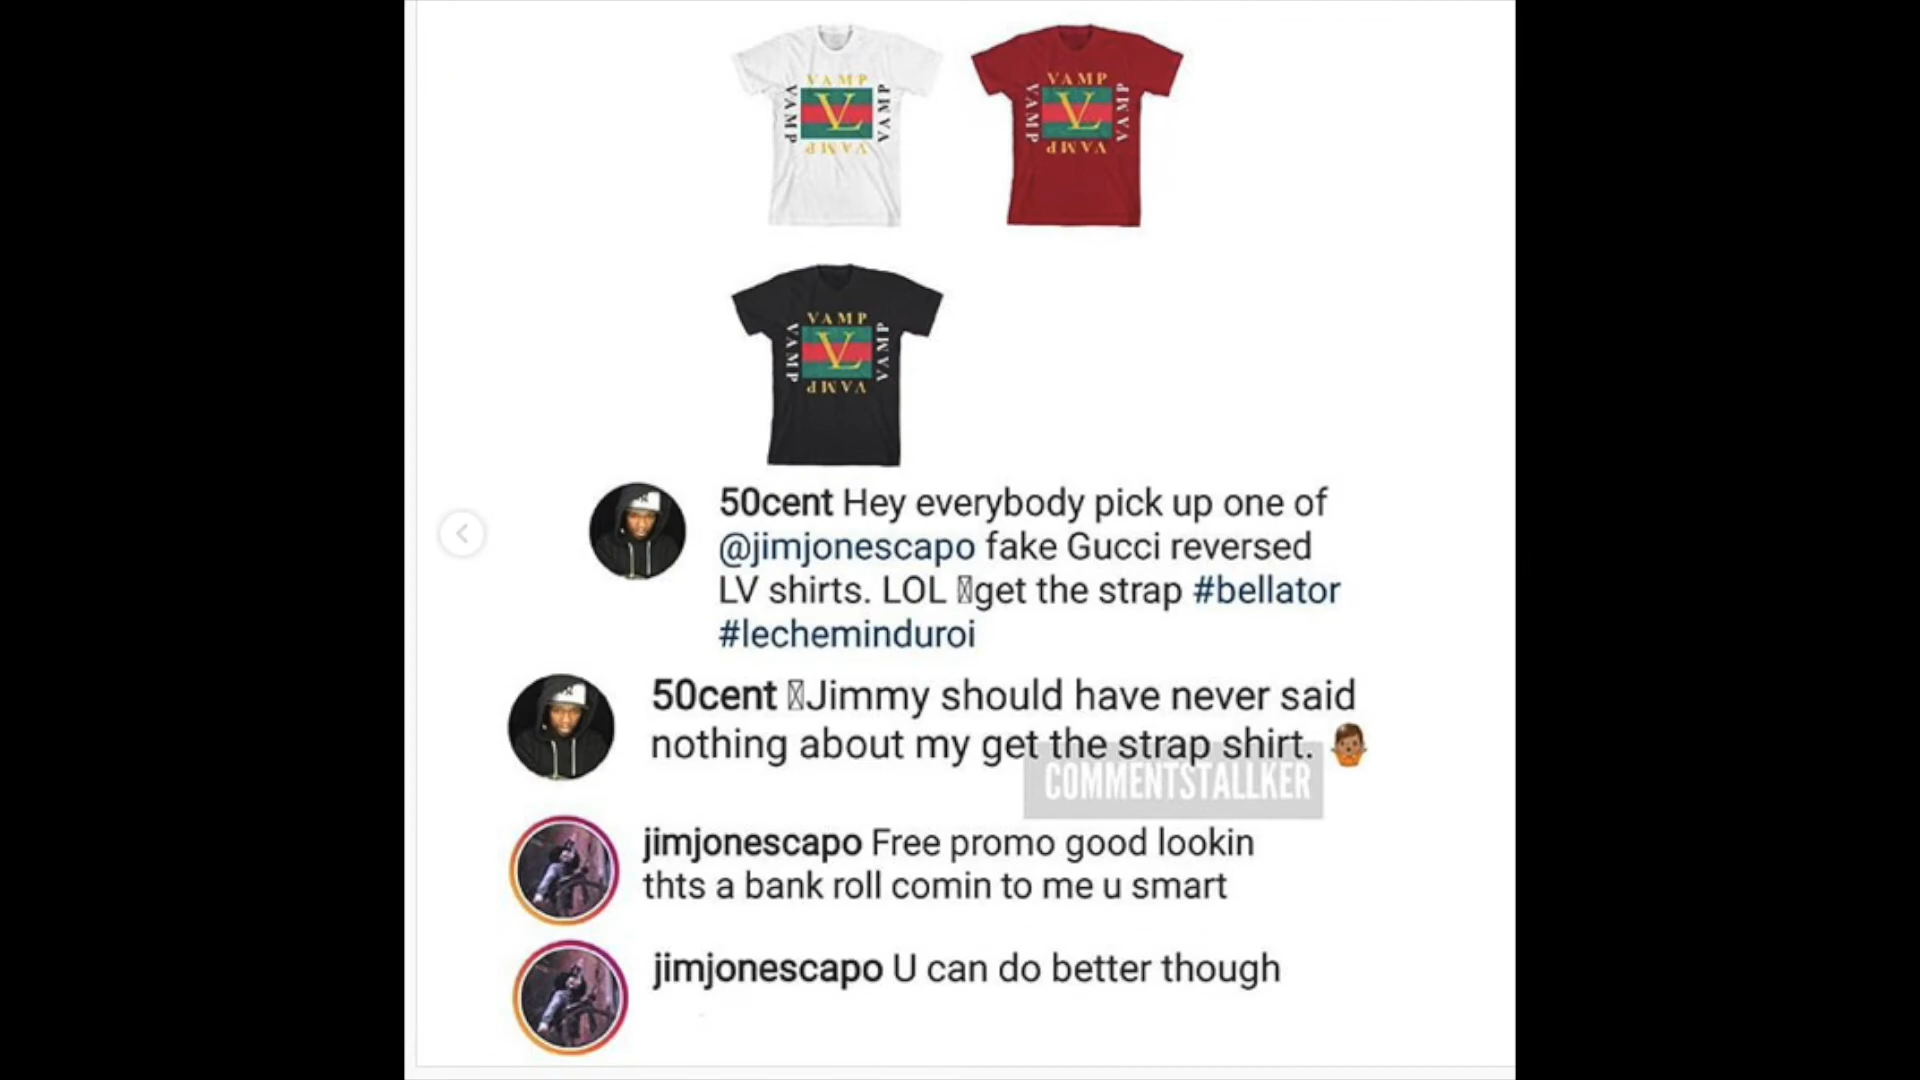 VAMP
VAMP
VL
VAMP
VAMP
VAMP
VAMP
VL
VAMP
VAMP
VAMP
VAMP
VL
VAMP
VAMP
50cent Hey everybody pick up one of
@jimjonescapo fake Gucci reversed
LV shirts. LOL get the strap #bellator
#lecheminduroi
50cent Jimmy should have never said
nothing about my get the strap shirt.
COMMENTSTALLKER
jimjonescapo Free promo good lookin
thts a bank roll comin to me u smart
jimjonescapo U can do better though